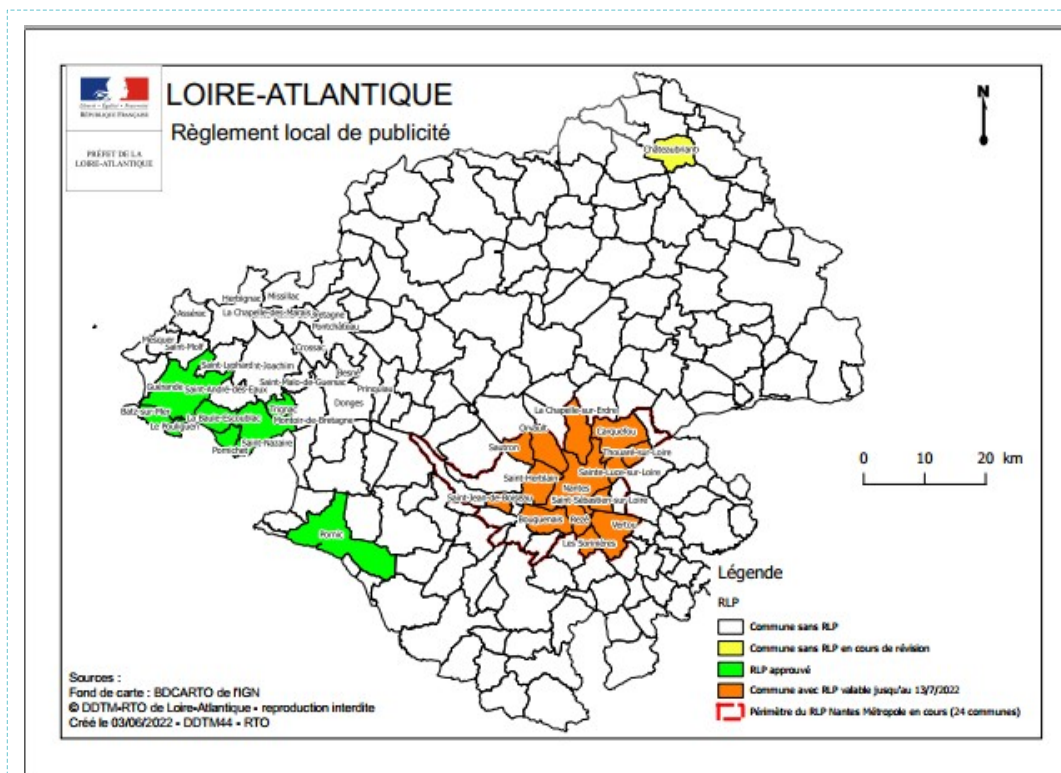 LOIRE-ATLANTIQUE
Règlement local de publicité
Liberté • Égalité • Fraternité
RÉPUBLIQUE FRANÇAISE
PRÉFET DE LA
LOIRE-ATLANTIQUE
N
Châteaubriant
Herbignac
Missillac
Assérac
La Chapelle-des-Marais
Pontchâteau
Mesquer
Saint-Molf
Crossac
Besné
Guérande
Saint-André-des-Eaux
Saint-Malo-de-Guersac
Prinquiau
Donges
Batz-sur-Mer
La Baule-Escoublac
Trignac
Montoir-de-Bretagne
Le Pouliguen
Saint-Nazaire
Pornichet
La Chapelle-sur-Erdre
Orvault
Carquefou
Sautron
Thouaré-sur-Loire
Saint-Herblain
Sainte-Luce-sur-Loire
Nantes
Saint-Jean-de-Boiseau
Saint-Sébastien-sur-Loire
Bouguenais
Rezé
Vertou
Les Sorinières
Pornic
0 10 20 km
Légende
RLP
Commune sans RLP
Commune sans RLP en cours de révision
RLP approuvé
Commune avec RLP valable jusqu'au 13/7/2022
Périmètre du RLP Nantes Métropole en cours (24 communes)
Sources :
Fond de carte : BDCARTO de l'IGN
© DDTM-RTO de Loire-Atlantique - reproduction interdite
Créé le 03/06/2022 - DDTM44 - RTO